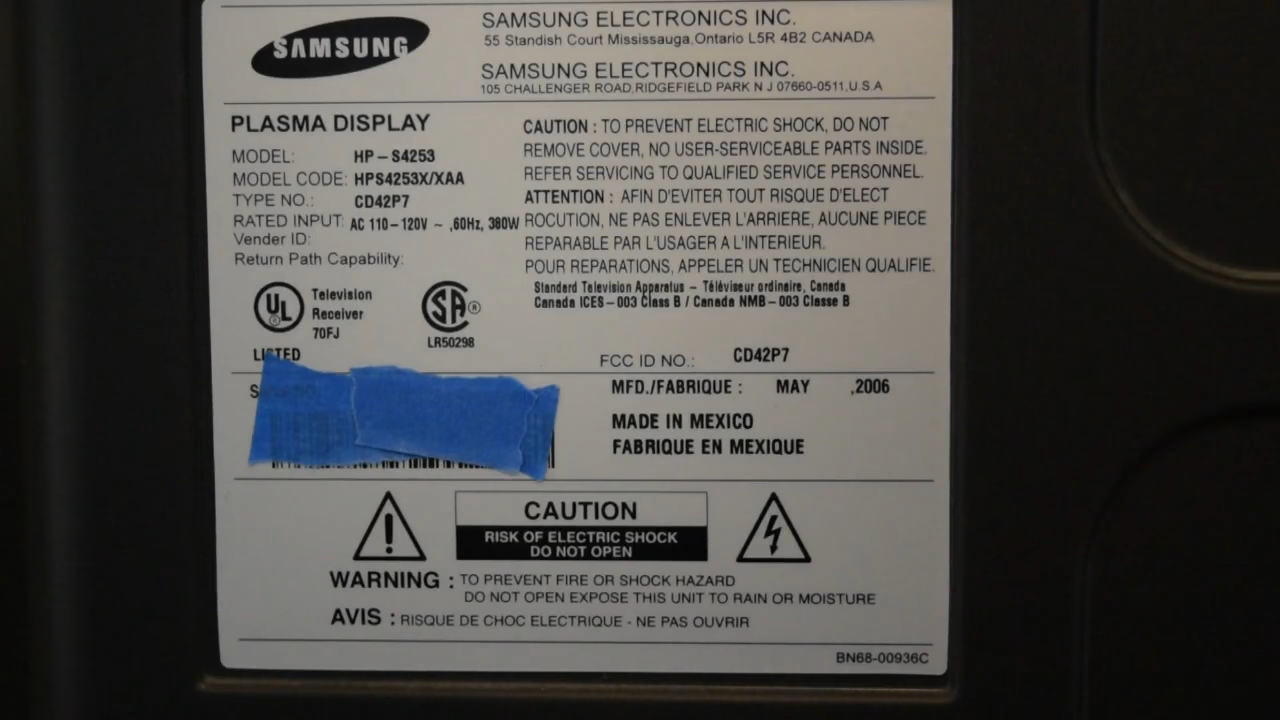 SAMSUNG
SAMSUNG ELECTRONICS INC.
55 Standish Court Mississauga,Ontario L5R 4B2 CANADA
SAMSUNG ELECTRONICS INC.
105 CHALLENGER ROAD,RIDGEFIELD PARK N J 07660-0511,U.S.A
PLASMA DISPLAY
MODEL: HP-S4253
MODEL CODE: HPS4253X/XAA
TYPE NO.: CD42P7
RATED INPUT: AC 110-120V ~ ,60Hz, 380W
Vender ID:
Return Path Capability:
CAUTION : TO PREVENT ELECTRIC SHOCK, DO NOT
REMOVE COVER, NO USER-SERVICEABLE PARTS INSIDE.
REFER SERVICING TO QUALIFIED SERVICE PERSONNEL.
ATTENTION : AFIN D'EVITER TOUT RISQUE D'ELECT
ROCUTION, NE PAS ENLEVER L'ARRIERE, AUCUNE PIECE
REPARABLE PAR L'USAGER A L'INTERIEUR.
POUR REPARATIONS, APPELER UN TECHNICIEN QUALIFIE.
Standard Television Apparatus - Téléviseur ordinaire, Canada
Canada ICES-003 Class B / Canada NMB-003 Classe B
UL ®
Television
Receiver
70FJ
LISTED
SA ®
LR50298
FCC ID NO.: CD42P7
MFD./FABRIQUE : MAY ,2006
MADE IN MEXICO
FABRIQUE EN MEXIQUE
CAUTION
RISK OF ELECTRIC SHOCK
DO NOT OPEN
WARNING : TO PREVENT FIRE OR SHOCK HAZARD
DO NOT OPEN EXPOSE THIS UNIT TO RAIN OR MOISTURE
AVIS : RISQUE DE CHOC ELECTRIQUE - NE PAS OUVRIR
BN68-00936C